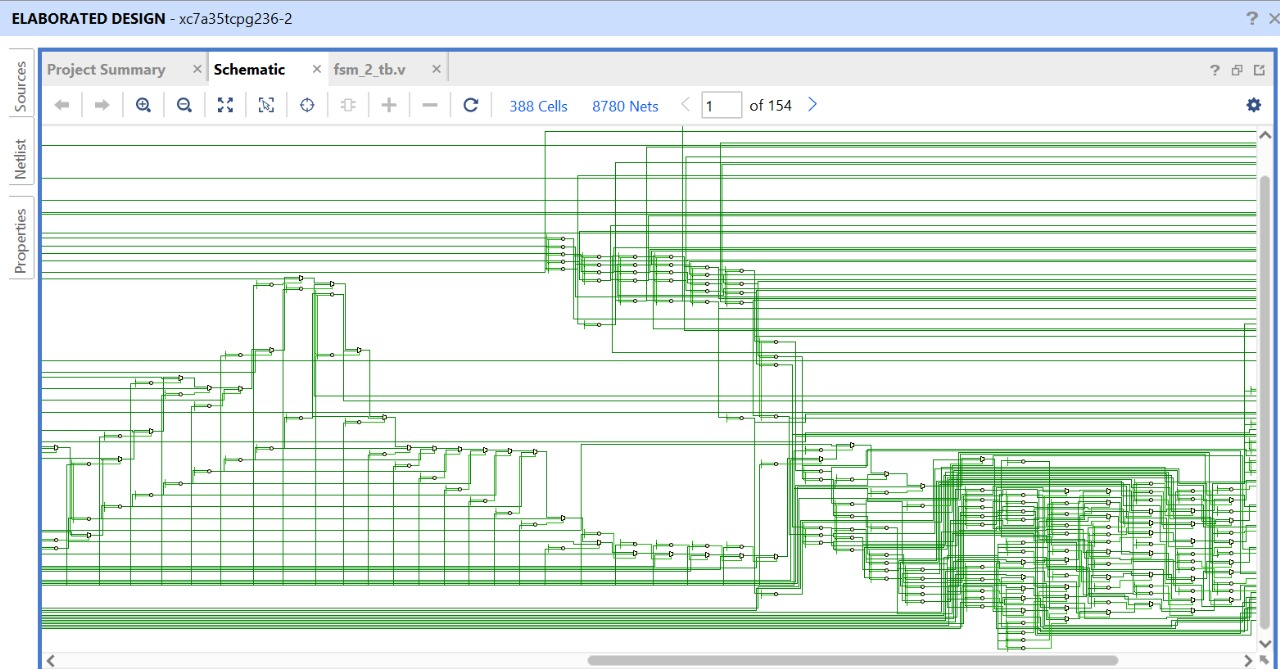 ELABORATED DESIGN - xc7a35tcpg236-2
Sources
Netlist
Properties
Project Summary
Schematic
fsm_2_tb.v
388 Cells 8780 Nets 1 of 154